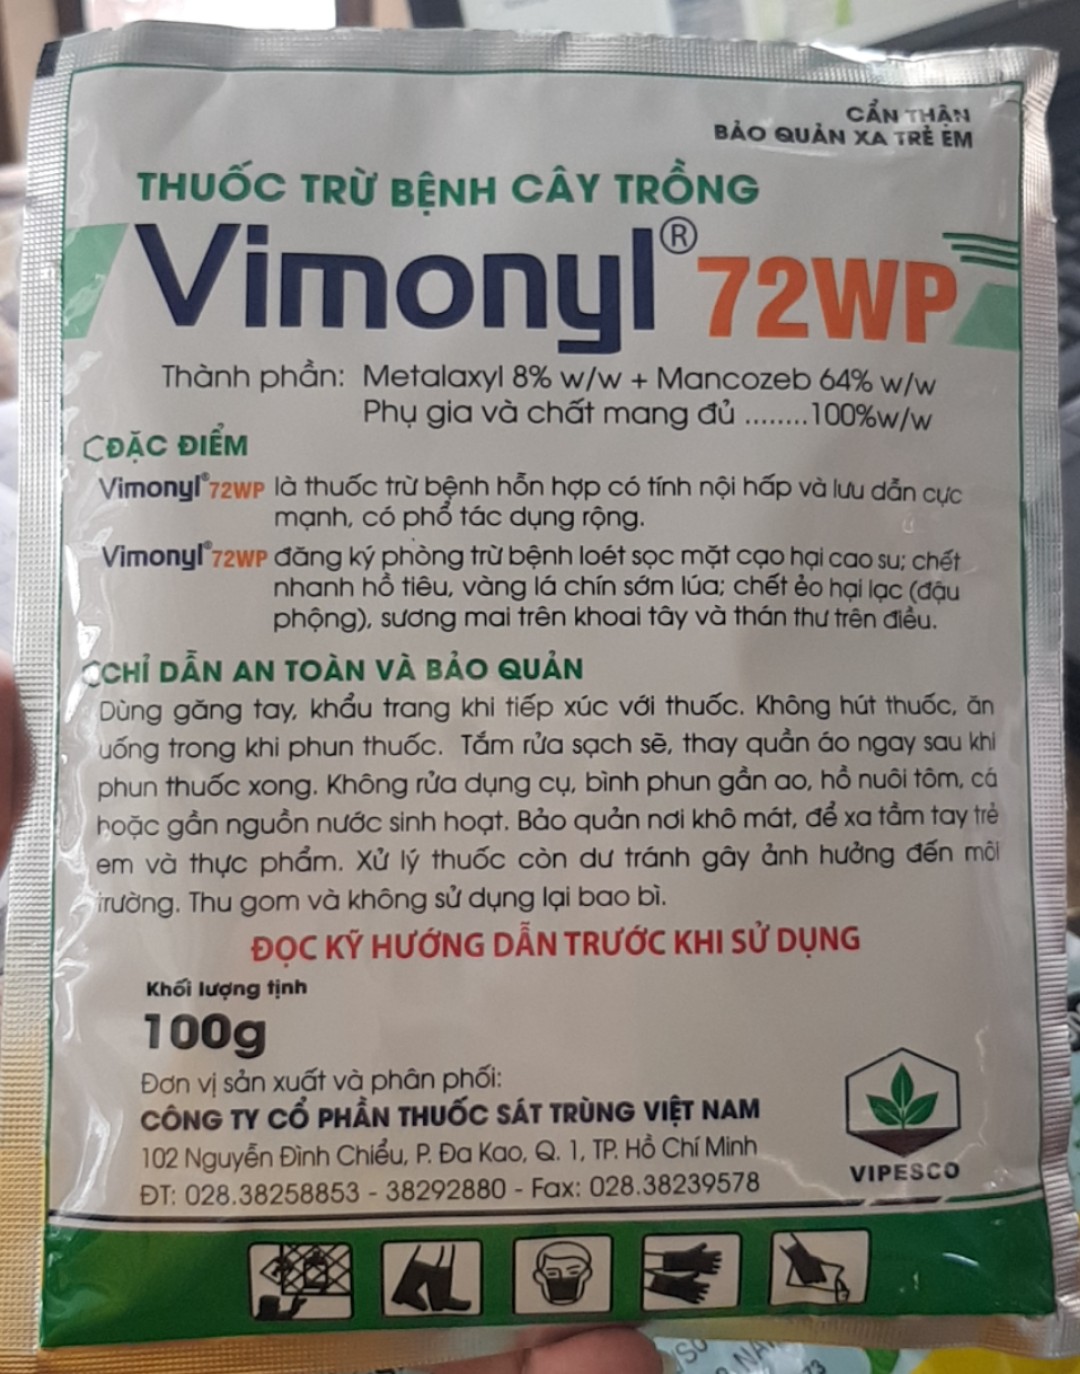 CẨN THẬN
BẢO QUẢN XA TRẺ EM
THUỐC TRỪ BỆNH CÂY TRỒNG
Vimonyl® 72WP
Thành phần: Metalaxyl 8% w/w + Mancozeb 64% w/w
Phụ gia và chất mang đủ ........100%w/w
ĐẶC ĐIỂM
Vimonyl®72WP là thuốc trừ bệnh hỗn hợp có tính nội hấp và lưu dẫn cực
mạnh, có phổ tác dụng rộng.
Vimonyl®72WP đăng ký phòng trừ bệnh loét sọc mặt cạo hại cao su; chết
nhanh hồ tiêu, vàng lá chín sớm lúa; chết ẻo hại lạc (đậu
phộng), sương mai trên khoai tây và thán thư trên điều.
CHỈ DẪN AN TOÀN VÀ BẢO QUẢN
Dùng găng tay, khẩu trang khi tiếp xúc với thuốc. Không hút thuốc, ăn
uống trong khi phun thuốc. Tắm rửa sạch sẽ, thay quần áo ngay sau khi
phun thuốc xong. Không rửa dụng cụ, bình phun gần ao, hồ nuôi tôm, cá
hoặc gần nguồn nước sinh hoạt. Bảo quản nơi khô mát, để xa tầm tay trẻ
em và thực phẩm. Xử lý thuốc còn dư tránh gây ảnh hưởng đến môi
trường. Thu gom và không sử dụng lại bao bì.
ĐỌC KỸ HƯỚNG DẪN TRƯỚC KHI SỬ DỤNG
Khối lượng tịnh
100g
Đơn vị sản xuất và phân phối:
CÔNG TY CỔ PHẦN THUỐC SÁT TRÙNG VIỆT NAM
102 Nguyễn Đình Chiểu, P. Đa Kao, Q. 1, TP. Hồ Chí Minh
ĐT: 028.38258853 - 38292880 - Fax: 028.38239578
VIPESCO